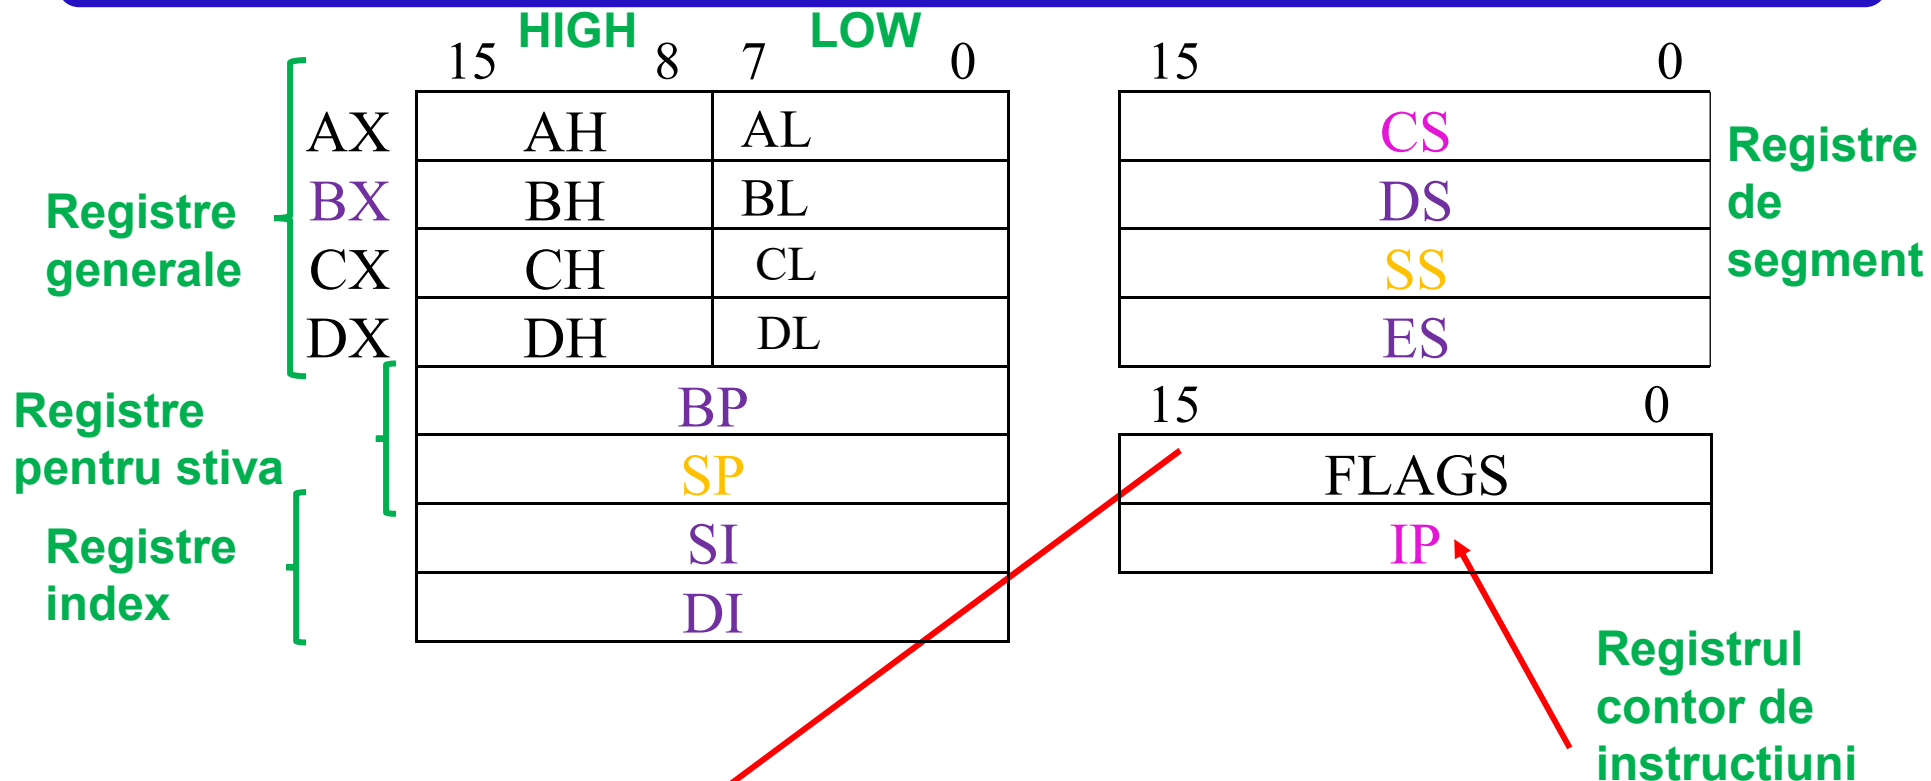 HIGH LOW
15 8 7 0
AX AH AL
BX BH BL
CX CH CL
DX DH DL
BP
SP
SI
DI
Registre
generale
Registre
pentru stiva
Registre
index
15 0
CS
DS
SS
ES
Registre
de
segment
15 0
FLAGS
IP
Registrul
contor de
instructiuni